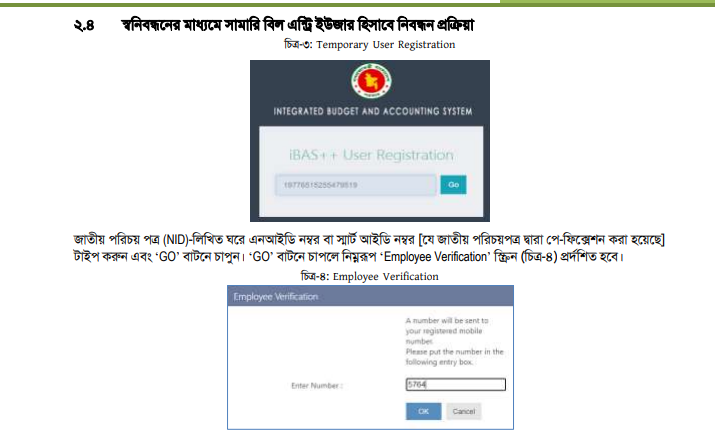 ২.৪ স্বনিবন্ধনের মাধ্যমে সামারি বিল এন্ট্রি ইউজার হিসাবে নিবন্ধন প্রক্রিয়া
চিত্র-৩: Temporary User Registration
INTEGRATED BUDGET AND ACCOUNTING SYSTEM
iBAS++ User Registration
19776515255479519 Go
জাতীয় পরিচয় পত্র (NID)-লিখিত ঘরে এনআইডি নম্বর বা স্মার্ট আইডি নম্বর [যে জাতীয় পরিচয়পত্র দ্বারা পে-ফিক্সেশন করা হয়েছে]
টাইপ করুন এবং ‘GO’ বাটনে চাপুন। ‘GO’ বাটনে চাপলে নিম্নরূপ ‘Employee Verification’ স্ক্রিন (চিত্র-৪) প্রদর্শিত হবে।
চিত্র-৪: Employee Verification
Employee Verification
A number will be sent to
your registered mobile
number.
Please put the number in the
following entry box.
Enter Number : 5764
OK Cancel